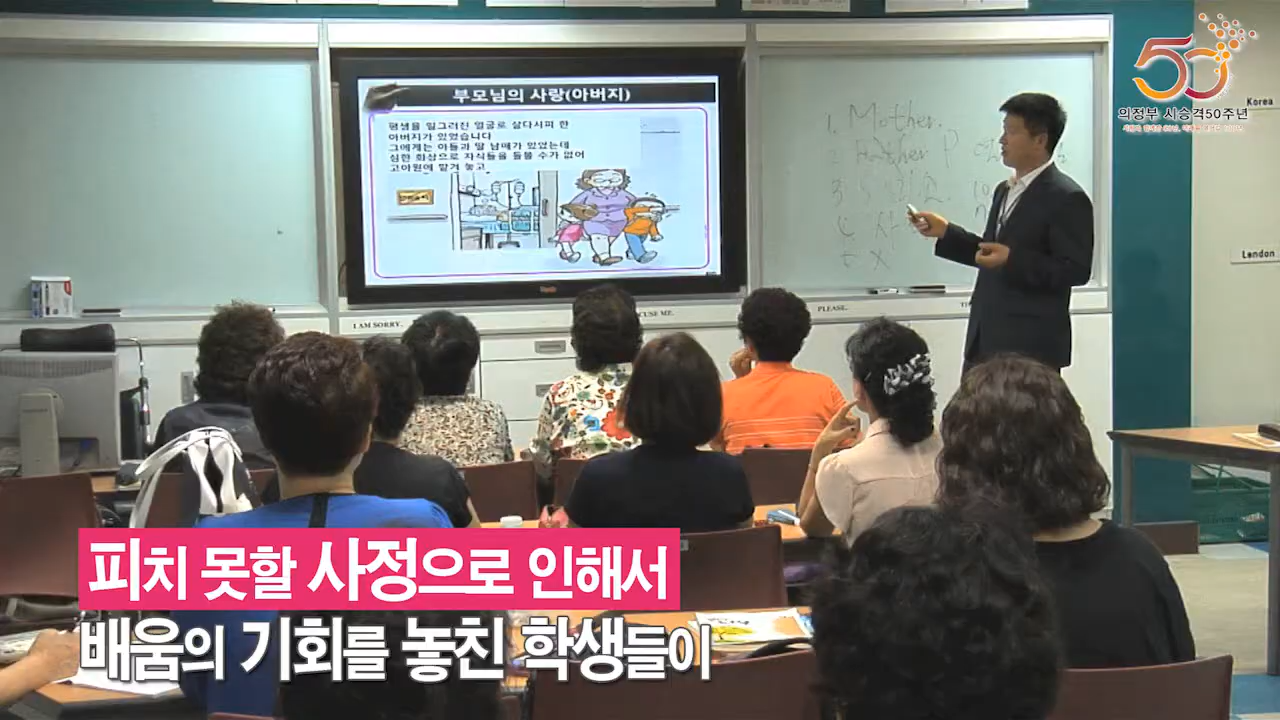 50
의정부 시승격50주년
Korea
London
부모님의 사랑(아버지)
평생을 일그러진 얼굴로 살다시피 한
아버지가 있었습니다
그에게는 아들과 딸 남매가 있었는데
심한 화상으로 자식들을 돌볼 수가 없어
고아원에 맡겨 놓고
1. Mother.
2. Father P
3
I AM SORRY.
CUSE ME.
PLEASE.
피치 못할 사정으로 인해서
배움의 기회를 놓친 학생들이